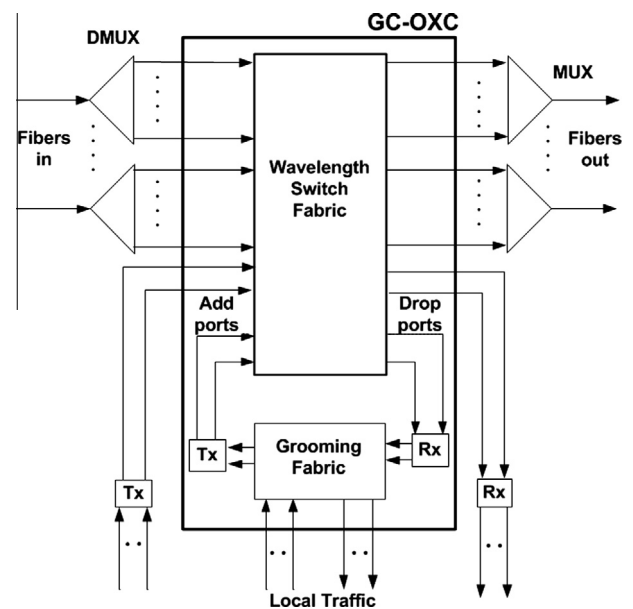 GC-OXC
DMUX
MUX
Fibers
in
Wavelength
Switch
Fabric
Fibers
out
Add
ports
Drop
ports
Tx
Grooming
Fabric
Rx
Tx
Rx
Local Traffic